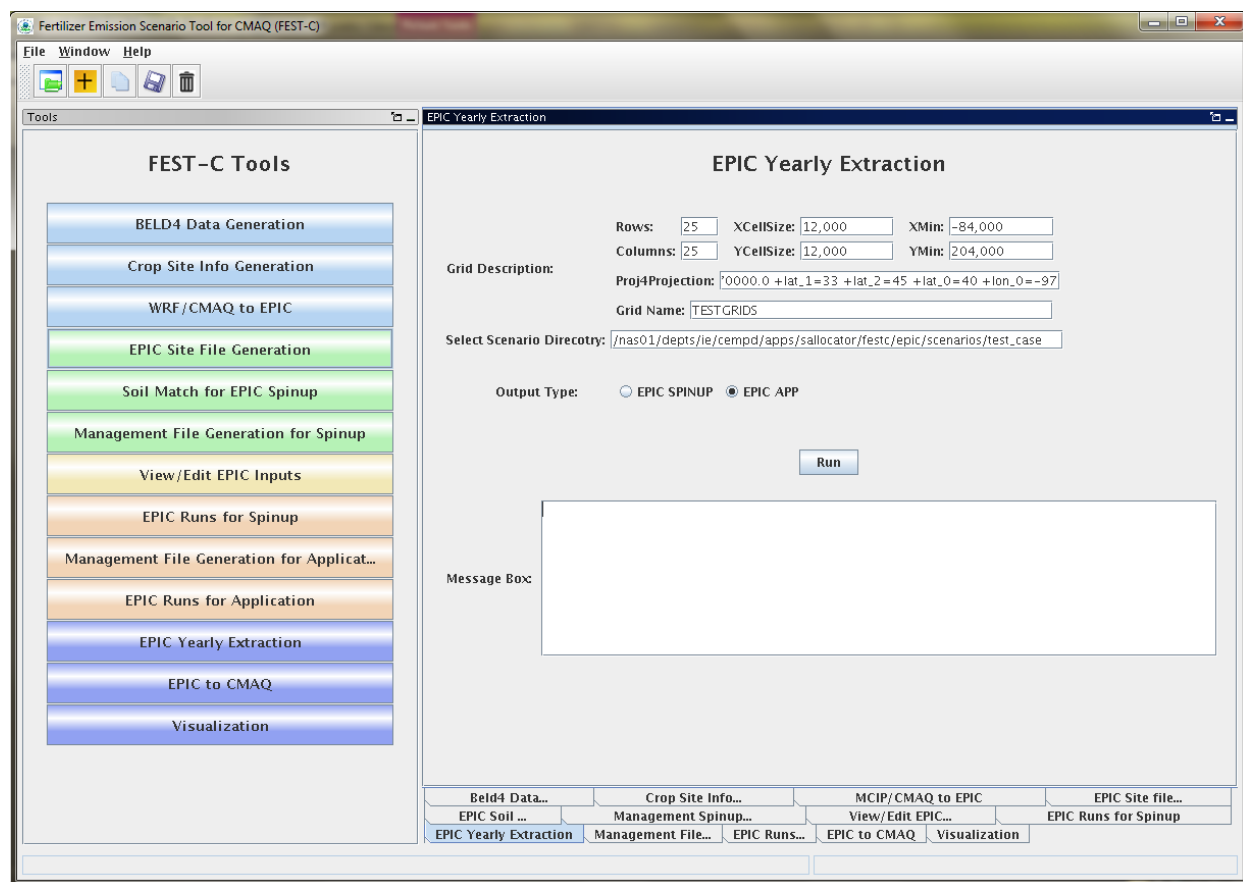 Fertilizer Emission Scenario Tool for CMAQ (FEST-C)
File Window Help
Tools
FEST-C Tools
BELD4 Data Generation
Crop Site Info Generation
WRF/CMAQ to EPIC
EPIC Site File Generation
Soil Match for EPIC Spinup
Management File Generation for Spinup
View/Edit EPIC Inputs
EPIC Runs for Spinup
Management File Generation for Applicat...
EPIC Runs for Application
EPIC Yearly Extraction
EPIC to CMAQ
Visualization
EPIC Yearly Extraction
EPIC Yearly Extraction
Grid Description:
Rows: 25 XCellSize: 12,000 XMin: -84,000
Columns: 25 YCellSize: 12,000 YMin: 204,000
Proj4Projection: 0000.0 +lat_1=33 +lat_2=45 +lat_0=40 +lon_0=-97
Grid Name: TESTGRIDS
Select Scenario Direcotry: /nas01/depts/ie/cempd/apps/sallocator/festc/epic/scenarios/test_case
Output Type: EPIC SPINUP EPIC APP
Run
Message Box:
Beld4 Data... Crop Site Info... MCIP/CMAQ to EPIC EPIC Site file...
EPIC Soil ... Management Spinup... View/Edit EPIC... EPIC Runs for Spinup
EPIC Yearly Extraction Management File... EPIC Runs... EPIC to CMAQ Visualization